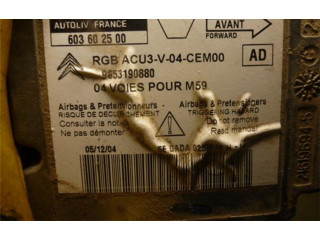 AUTOLIV FRANCE
603 60 25 00
AVANT
FORWARD
RGB ACU3-V-04-CEM00
9653190880
AD
04 VOIES POUR M59
Airbags & Pretensionneurs
RISQUE DE DÉCLENCHEMENT
Consulter la notice
Ne pas démonter
Airbags & Pretensioners
TRIGGERING HAZARD
Do not remove
Read manual
05/12/04